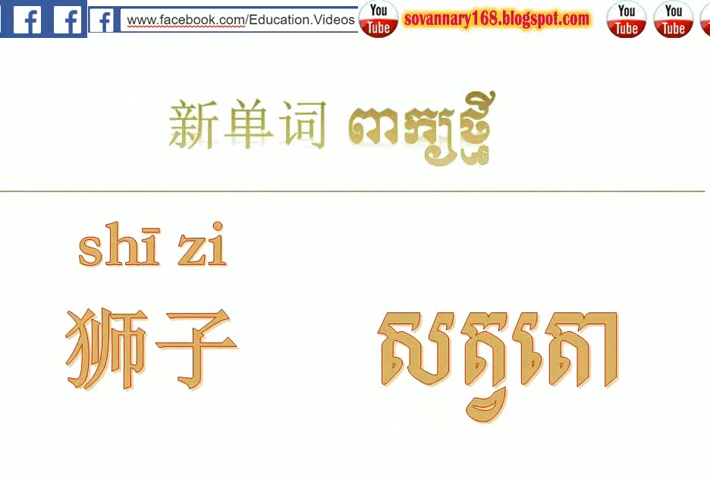 www.facebook.com/Education.Videos You Tube sovannary168.blogspot.com You Tube You Tube
新单词 ពាក្យថ្មី
shī zi
狮子 សត្វតោ